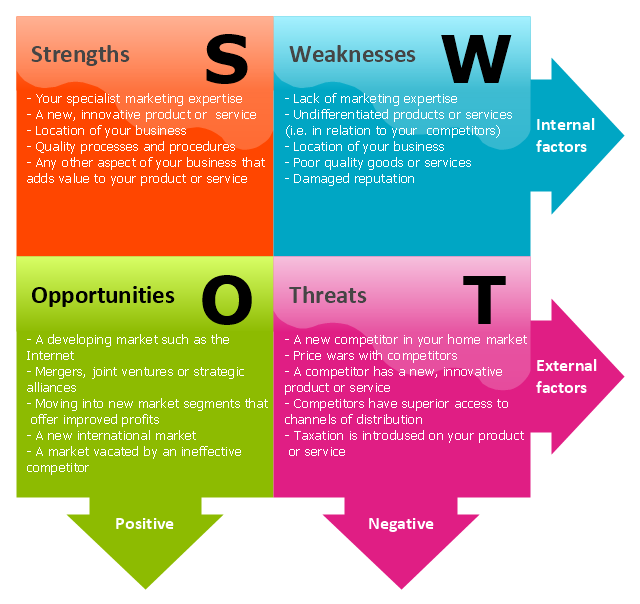 Strengths S
- Your specialist marketing expertise
- A new, innovative product or  service
- Location of your business
- Quality processes and procedures
- Any other aspect of your business that
adds value to your product or service
Weaknesses W
- Lack of marketing expertise
- Undifferentiated products or services
(i.e. in relation to your  competitors)
- Location of your business
- Poor quality goods or services
- Damaged reputation
Internal
factors
Opportunities O
- A developing market such as the
Internet
- Mergers, joint ventures or strategic
alliances
- Moving into new market segments that
offer improved profits
- A new international market
- A market vacated by an ineffective
competitor
Threats T
- A new competitor in your home market
- Price wars with competitors
- A competitor has a new, innovative
product or service
- Competitors have superior access to
channels of distribution
- Taxation is introdused on your product
or service
External
factors
Positive
Negative